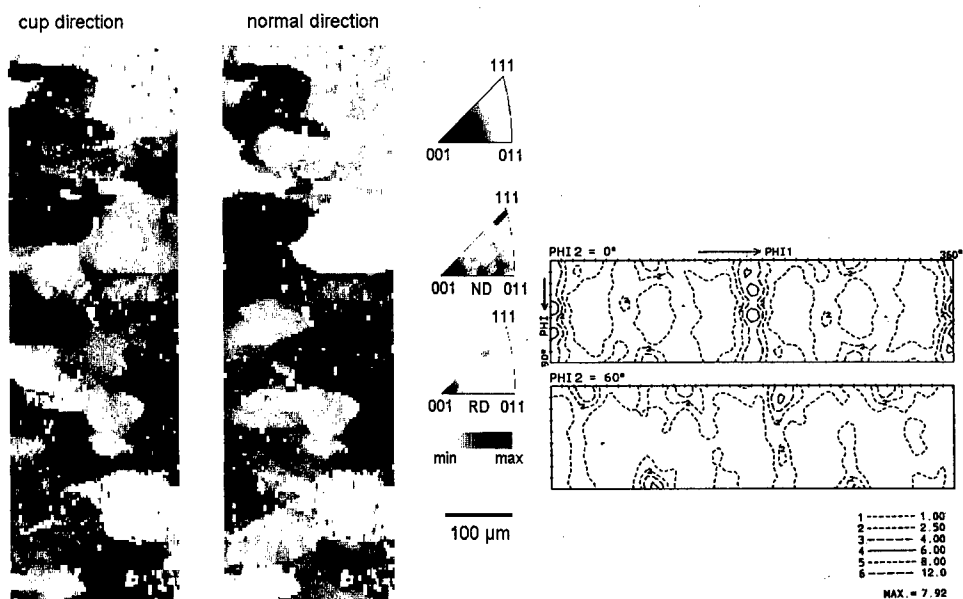 cup direction
normal direction
111
001 011
111
001 ND 011
111
001 RD 011
min max
100 µm
PHI2 = 0° PHI1 360°
PHI
90°
PHI2 = 60°
1 1.00
2 2.50
3 4.00
4 6.00
5 8.00
6 12.0
MAX.= 7.92